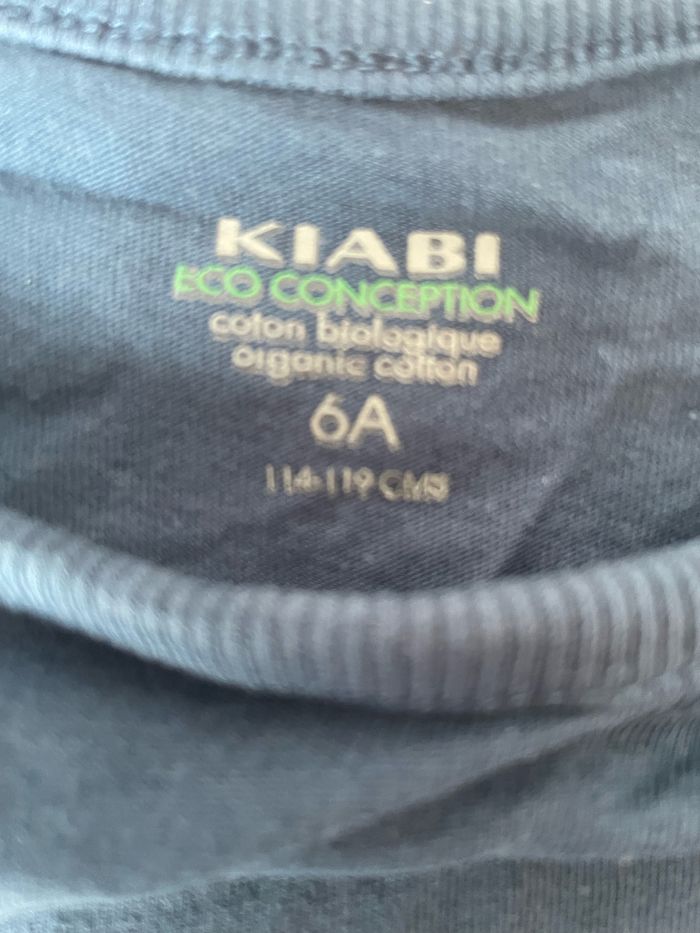 KIABI
ECO CONCEPTION
coton biologique
organic cotton
6A
114-119 CMS